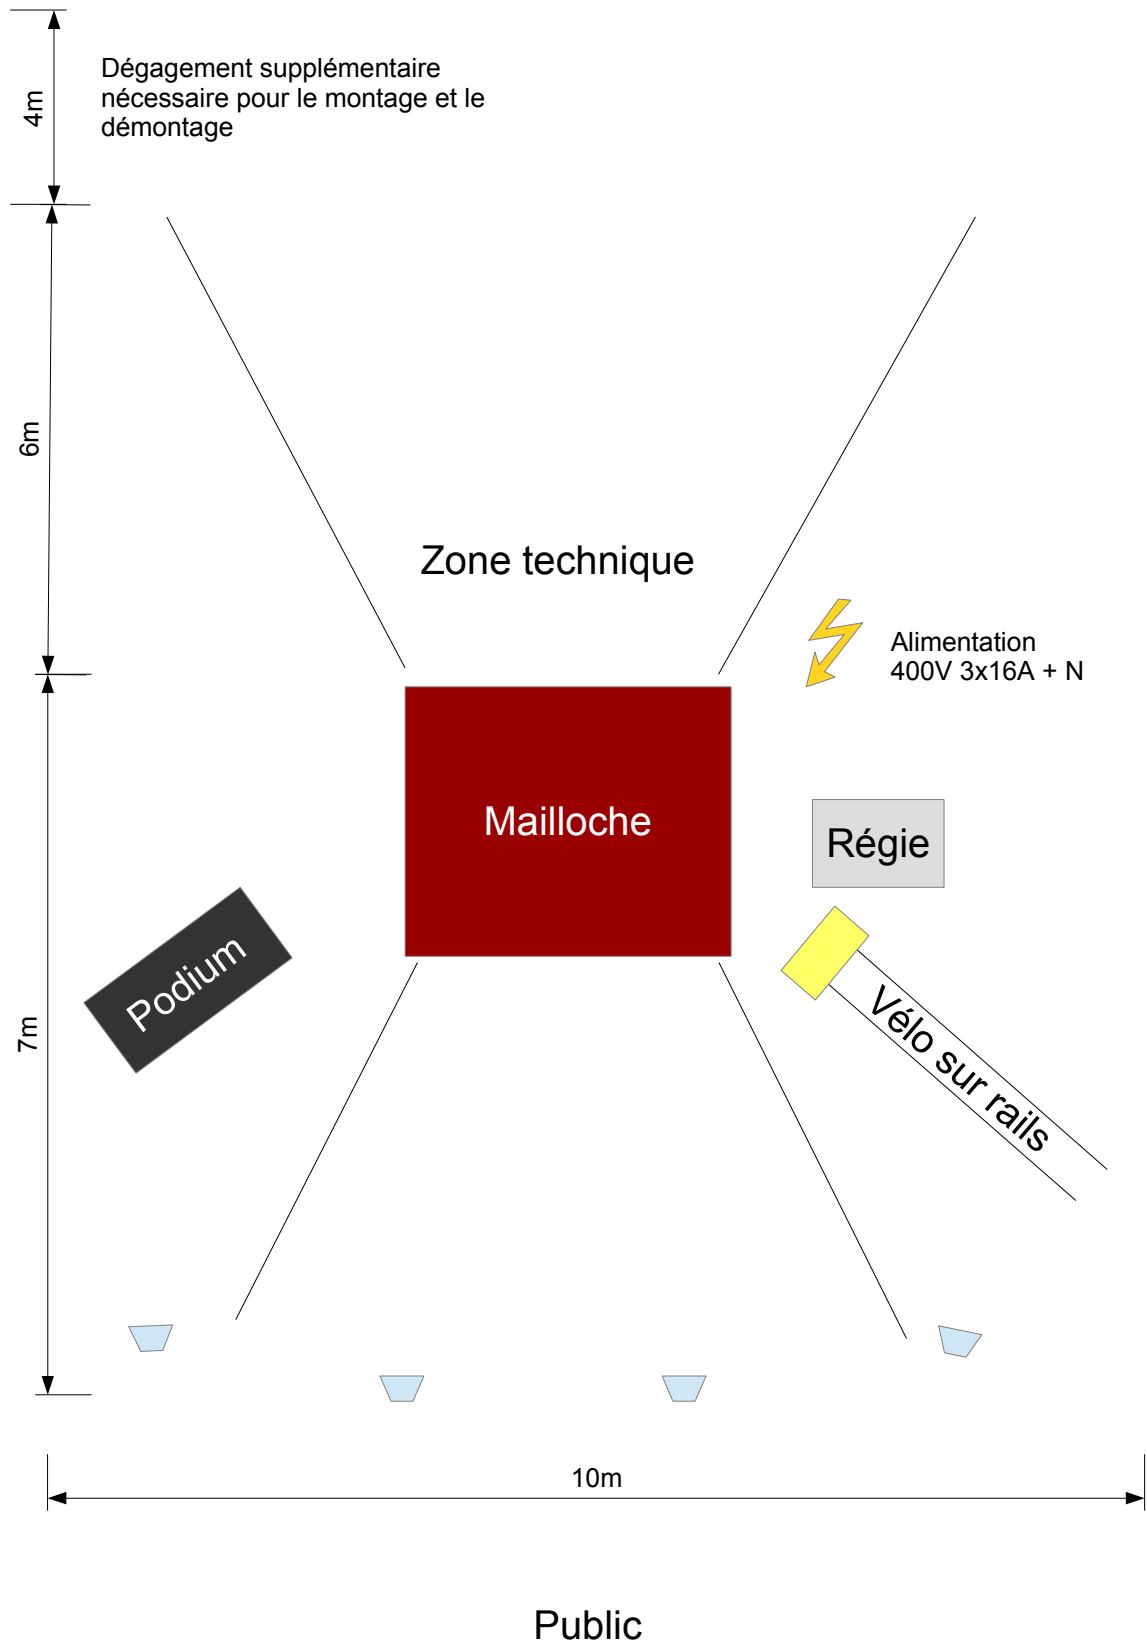 4m
Dégagement supplémentaire
nécessaire pour le montage et le
démontage
6m
Zone technique
Alimentation
400V 3x16A + N
Mailloche
Régie
Podium
7m
Vélo sur rails
10m
Public